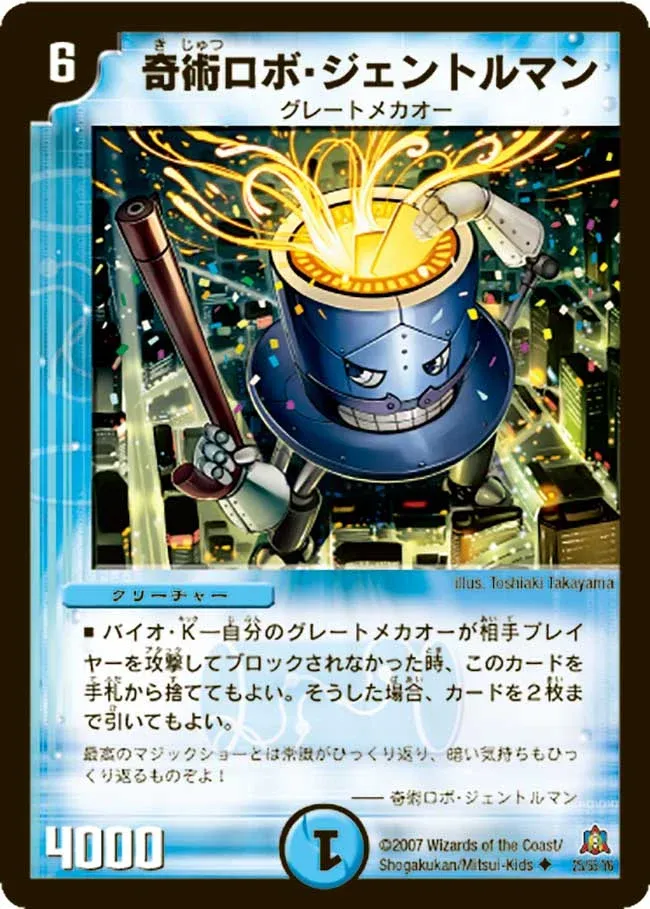 6
奇術ロボ・ジェントルマン
グレートメカオー
illus. Toshiaki Takayama
クリーチャー
■ バイオ・K―自分のグレートメカオーが相手プレイ
ヤーを攻撃してブロックされなかった時、このカードを
手札から捨ててもよい。そうした場合、カードを2枚ま
で引いてもよい。
最高のマジックショーとは常識がひっくり返り、暗い気持ちもひっ
くり返るものぞよ！
―― 奇術ロボ・ジェントルマン
4000
1
©2007 Wizards of the Coast/
Shogakukan/Mitsui-Kids ◆